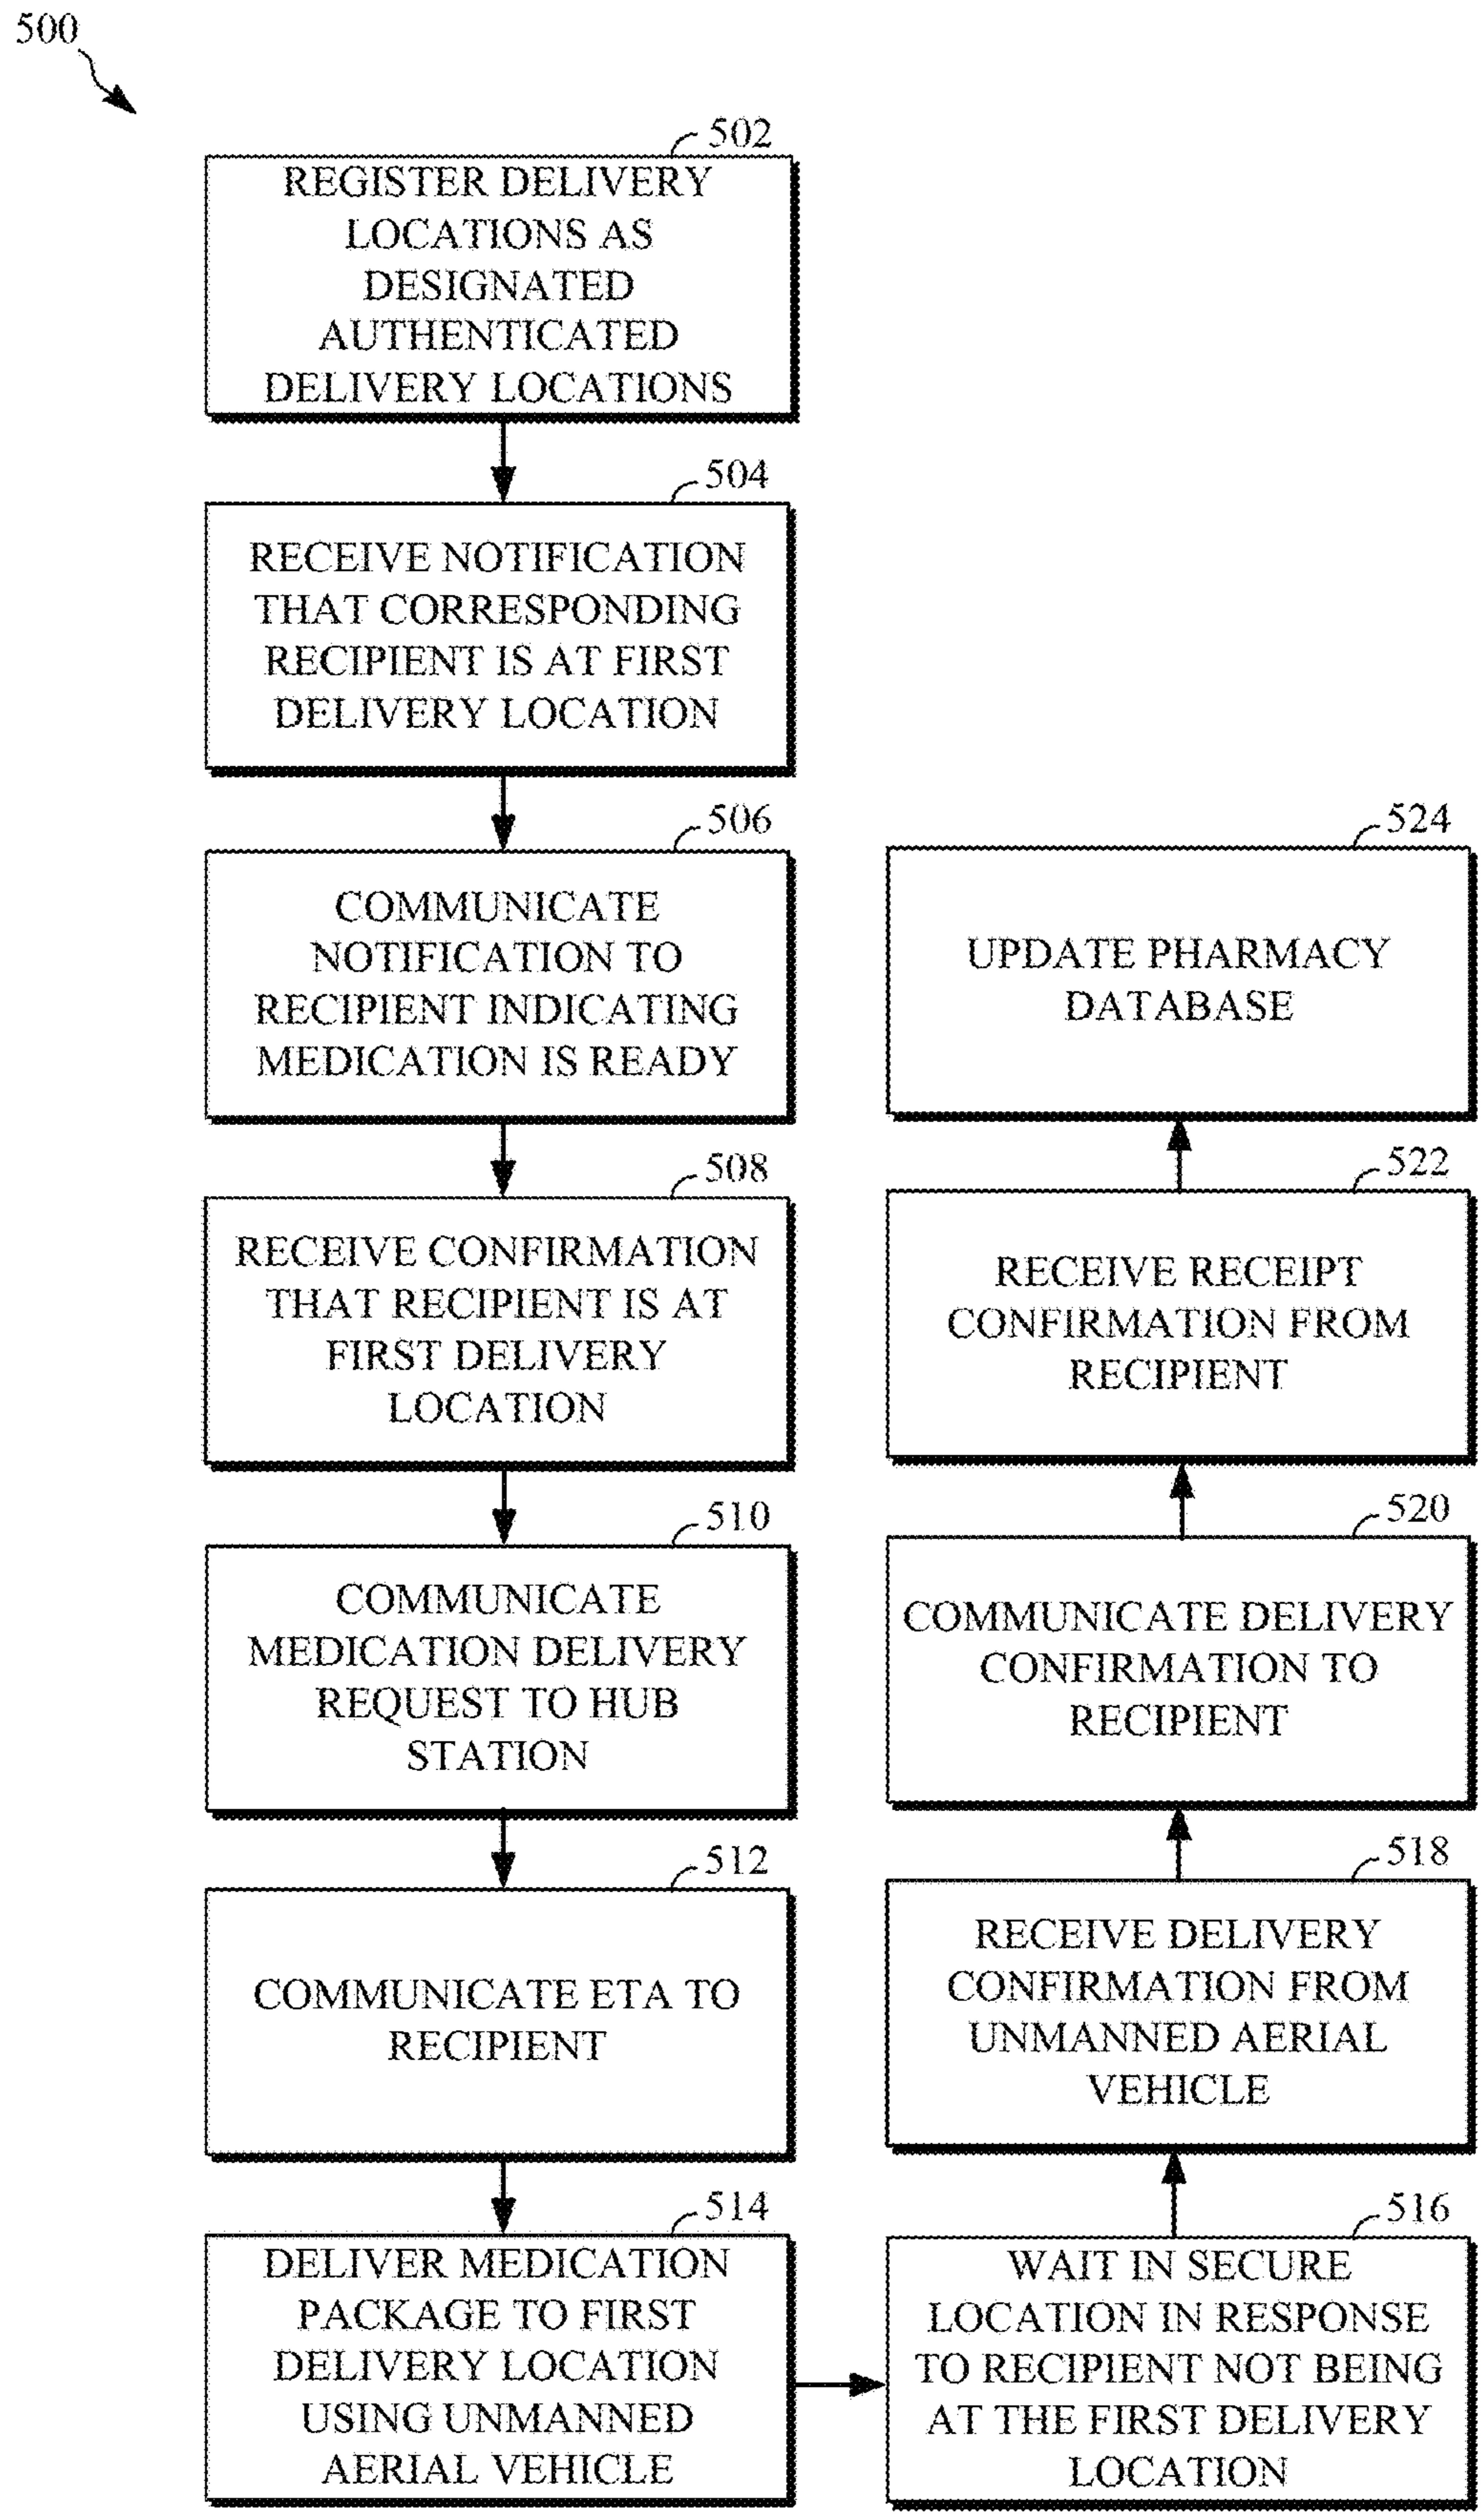 500
502
REGISTER DELIVERY
LOCATIONS AS
DESIGNATED
AUTHENTICATED
DELIVERY LOCATIONS
504
RECEIVE NOTIFICATION
THAT CORRESPONDING
RECIPIENT IS AT FIRST
DELIVERY LOCATION
506
COMMUNICATE
NOTIFICATION TO
RECIPIENT INDICATING
MEDICATION IS READY
508
RECEIVE CONFIRMATION
THAT RECIPIENT IS AT
FIRST DELIVERY
LOCATION
510
COMMUNICATE
MEDICATION DELIVERY
REQUEST TO HUB
STATION
512
COMMUNICATE ETA TO
RECIPIENT
514
DELIVER MEDICATION
PACKAGE TO FIRST
DELIVERY LOCATION
USING UNMANNED
AERIAL VEHICLE
516
WAIT IN SECURE
LOCATION IN RESPONSE
TO RECIPIENT NOT BEING
AT THE FIRST DELIVERY
LOCATION
518
RECEIVE DELIVERY
CONFIRMATION FROM
UNMANNED AERIAL
VEHICLE
520
COMMUNICATE DELIVERY
CONFIRMATION TO
RECIPIENT
522
RECEIVE RECEIPT
CONFIRMATION FROM
RECIPIENT
524
UPDATE PHARMACY
DATABASE